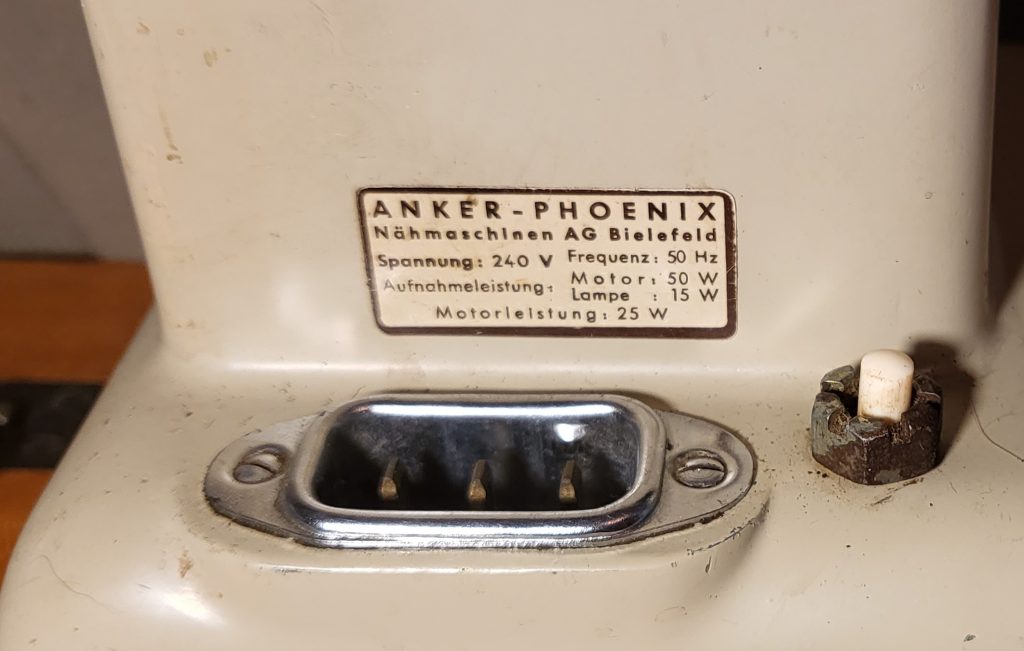 ANKER-PHOENIX
Nähmaschinen AG Bielefeld
Spannung: 240 V Frequenz: 50 Hz
Aufnahmeleistung: Motor: 50 W
Lampe : 15 W
Motorleistung: 25 W